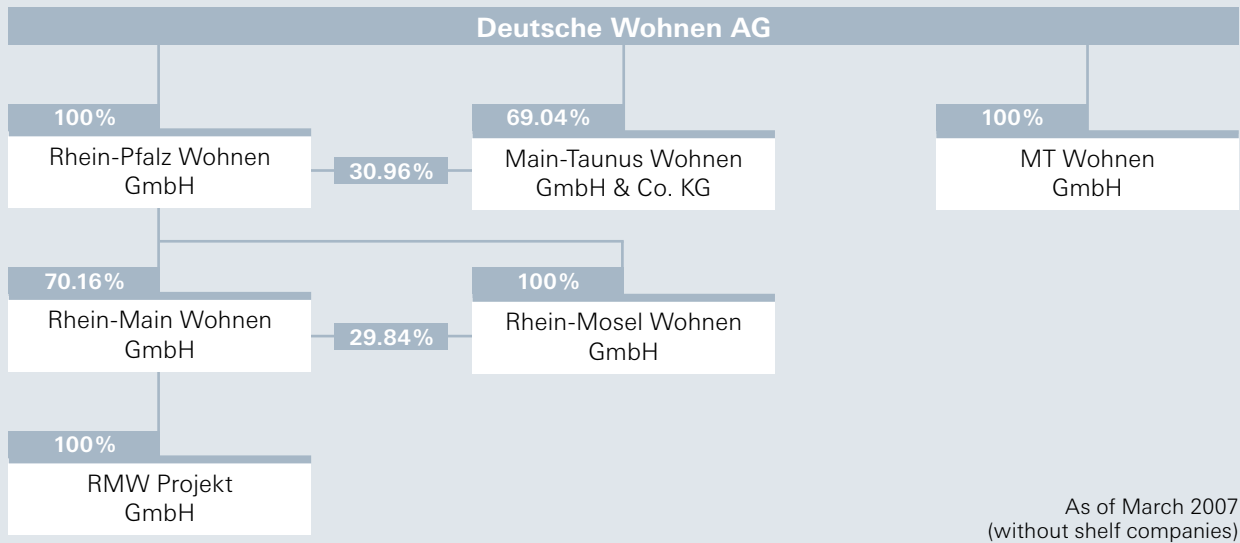 Deutsche Wohnen AG
100%
69.04%
100%
Rhein-Pfalz Wohnen
GmbH
30.96%
Main-Taunus Wohnen
GmbH & Co. KG
MT Wohnen
GmbH
70.16%
100%
Rhein-Main Wohnen
GmbH
29.84%
Rhein-Mosel Wohnen
GmbH
100%
RMW Projekt
GmbH
As of March 2007
(without shelf companies)